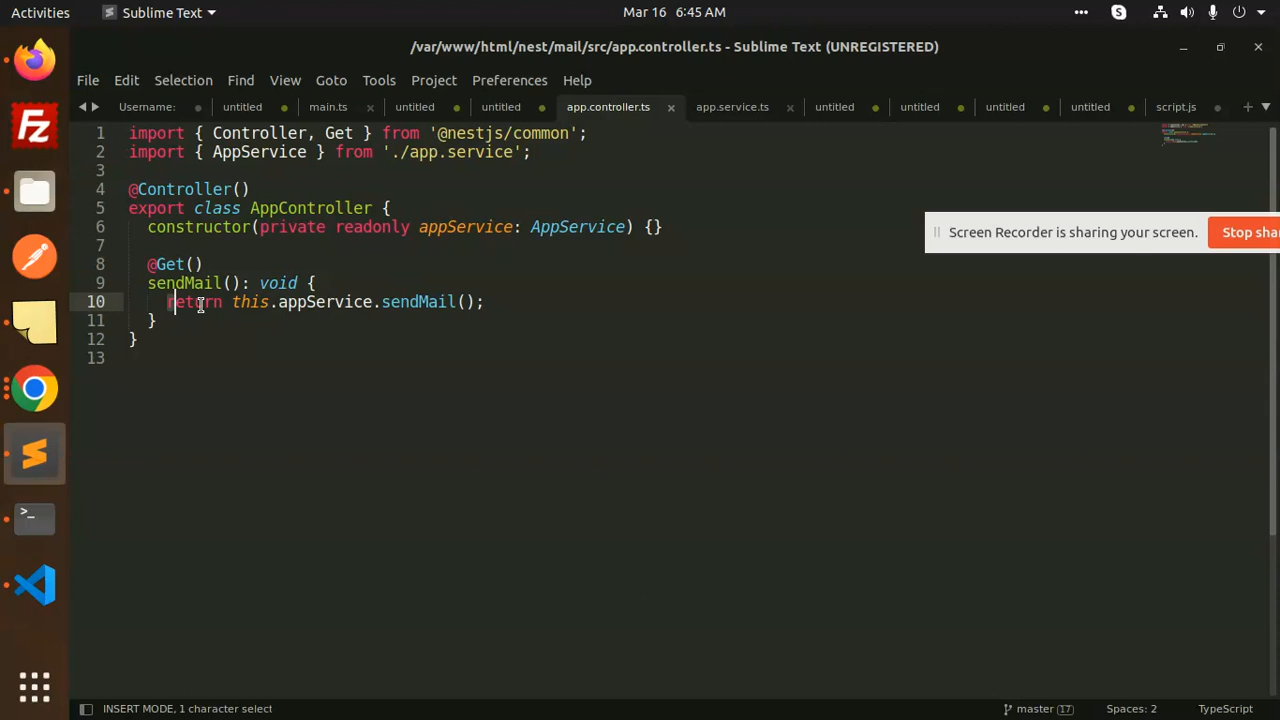 Activities
Sublime Text
Mar 16 6:45 AM
/var/www/html/nest/mail/src/app.controller.ts - Sublime Text (UNREGISTERED)
File Edit Selection Find View Goto Tools Project Preferences Help
Username: untitled main.ts untitled untitled app.controller.ts app.service.ts untitled untitled untitled untitled script.js
1 import { Controller, Get } from '@nestjs/common';
2 import { AppService } from './app.service';
3
4 @Controller()
5 export class AppController {
6 constructor(private readonly appService: AppService) {}
7
8 @Get()
9 sendMail(): void {
10 return this.appService.sendMail();
11 }
12 }
13
Screen Recorder is sharing your screen.
Stop sha
INSERT MODE, 1 character select
master 17
Spaces: 2
TypeScript